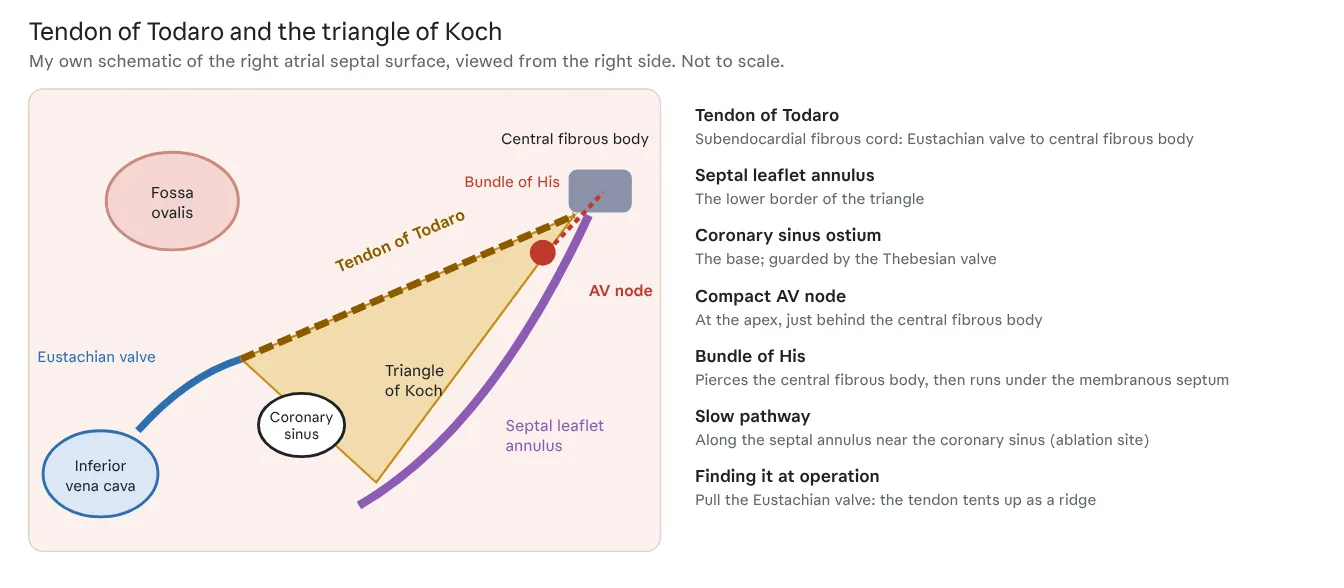 Tendon of Todaro and the triangle of Koch
My own schematic of the right atrial septal surface, viewed from the right side. Not to scale.
Central fibrous body
Bundle of His
Fossa
ovalis
Tendon of Todaro
AV node
Eustachian valve
Triangle
of Koch
Coronary
sinus
Septal leaflet
annulus
Inferior
vena cava
Tendon of Todaro
Subendocardial fibrous cord: Eustachian valve to central fibrous body
Septal leaflet annulus
The lower border of the triangle
Coronary sinus ostium
The base; guarded by the Thebesian valve
Compact AV node
At the apex, just behind the central fibrous body
Bundle of His
Pierces the central fibrous body, then runs under the membranous septum
Slow pathway
Along the septal annulus near the coronary sinus (ablation site)
Finding it at operation
Pull the Eustachian valve: the tendon tents up as a ridge